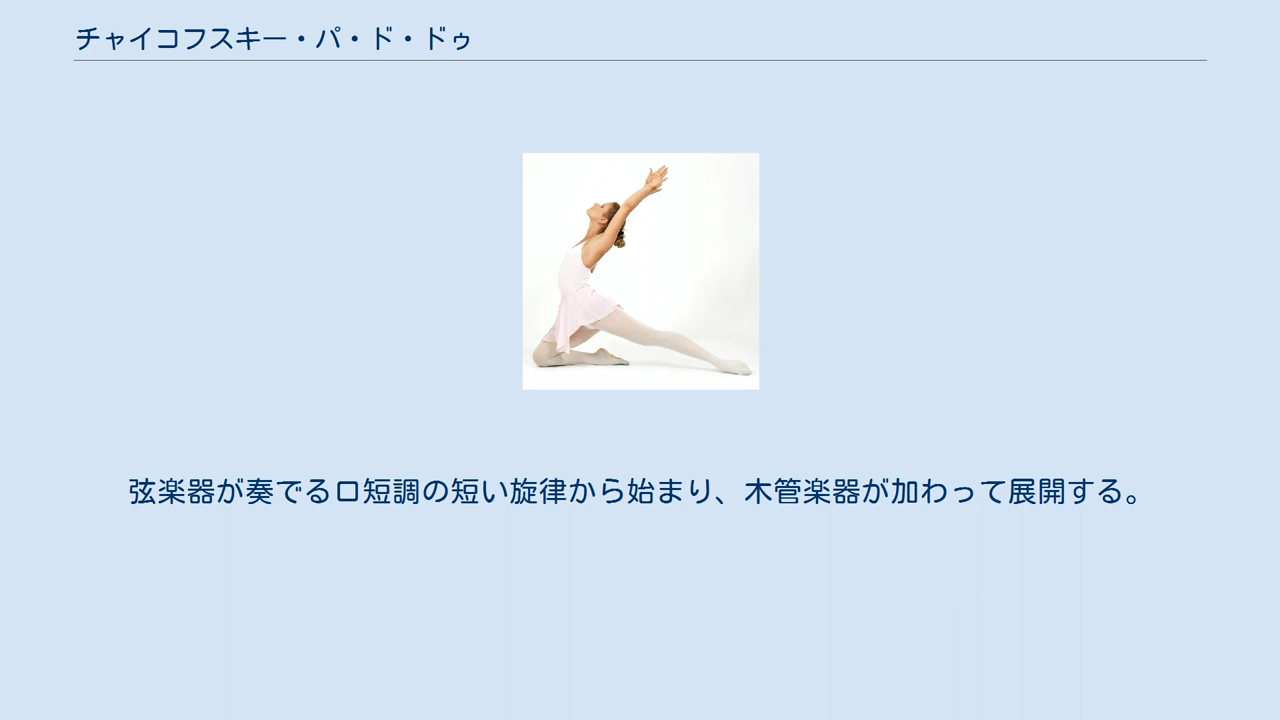 チャイコフスキー・パ・ド・ドゥ
弦楽器が奏でるロ短調の短い旋律から始まり、木管楽器が加わって展開する。